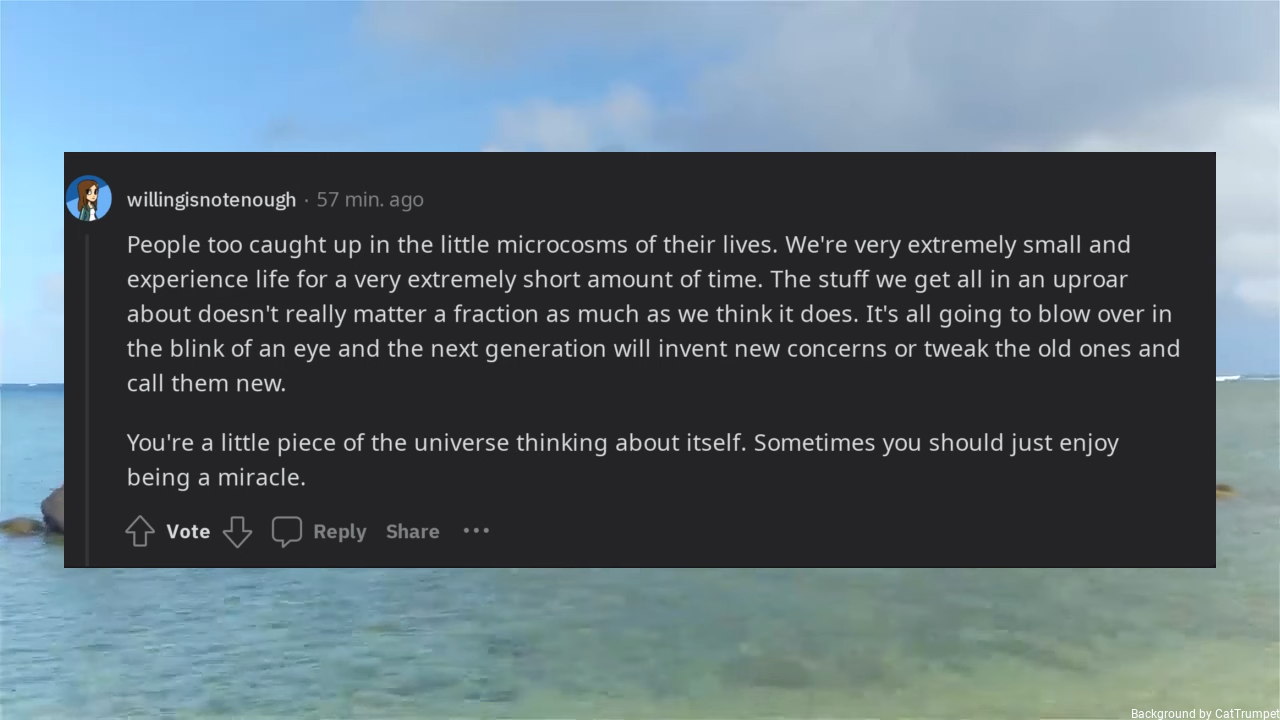 willingisnotenough · 57 min. ago
People too caught up in the little microcosms of their lives. We're very extremely small and
experience life for a very extremely short amount of time. The stuff we get all in an uproar
about doesn't really matter a fraction as much as we think it does. It's all going to blow over in
the blink of an eye and the next generation will invent new concerns or tweak the old ones and
call them new.
You're a little piece of the universe thinking about itself. Sometimes you should just enjoy
being a miracle.
Vote Reply Share
Background by CatTrumpet